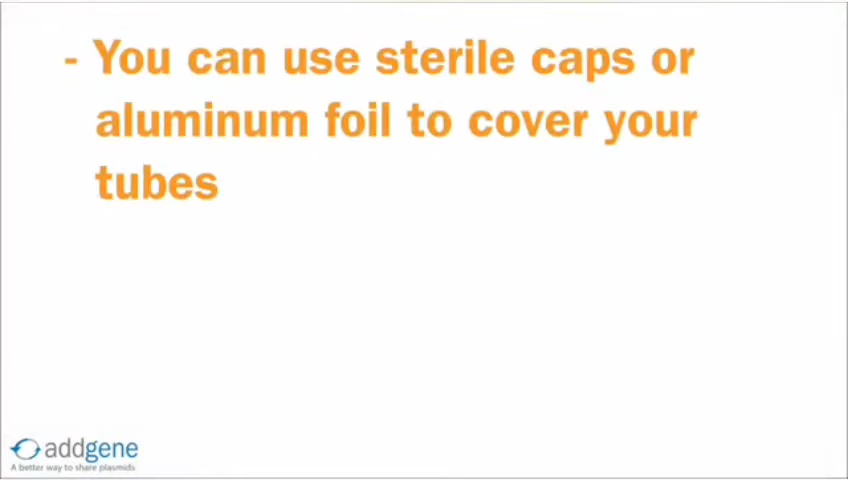 - You can use sterile caps or
aluminum foil to cover your
tubes
addgene
A better way to share plasmids